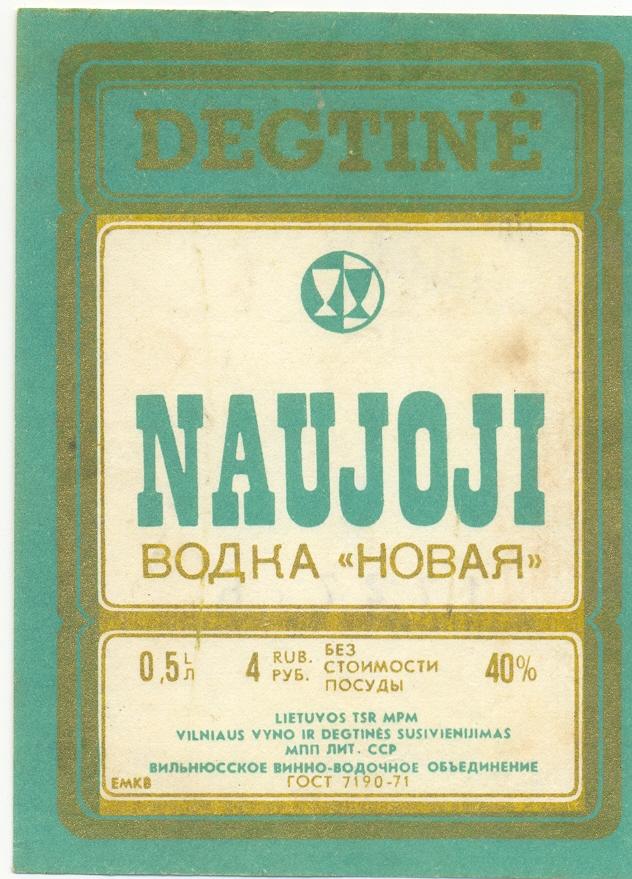 DEGTINĖ
NAUJOJI
ВОДКА «НОВАЯ»
0,5 L Л 4 RUB. РУБ. БЕЗ СТОИМОСТИ ПОСУДЫ 40%
LIETUVOS TSR MPM
VILNIAUS VYNO IR DEGTINĖS SUSIVIENIJIMAS
МПП ЛИТ. ССР
ВИЛЬНЮССКОЕ ВИННО-ВОДОЧНОЕ ОБЪЕДИНЕНИЕ
ЕМКВ ГОСТ 7190-71